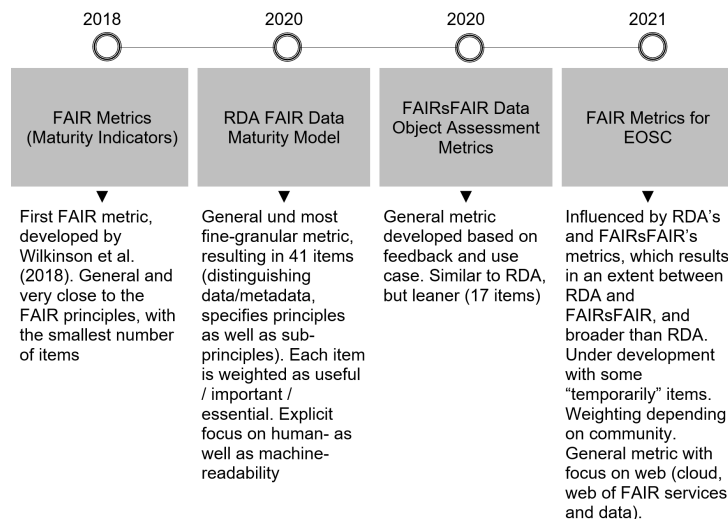 2018
2020
2020
2021
FAIR Metrics
(Maturity Indicators)
RDA FAIR Data
Maturity Model
FAIRsFAIR Data
Object Assessment
Metrics
FAIR Metrics for
EOSC
First FAIR metric,
developed by
Wilkinson et al.
(2018). General and
very close to the
FAIR principles, with
the smallest number
of items
General und most
fine-granular metric,
resulting in 41 items
(distinguishing
data/metadata,
specifies principles
as well as sub-
principles). Each item
is weighted as useful
/ important /
essential. Explicit
focus on human- as
well as machine-
readability
General metric
developed based on
feedback and use
case. Similar to RDA,
but leaner (17 items)
Influenced by RDA's
and FAIRsFAIR's
metrics, which results
in an extent between
RDA and
FAIRsFAIR, and
broader than RDA.
Under development
with some
“temporarily” items.
Weighting depending
on community.
General metric with
focus on web (cloud,
web of FAIR services
and data).